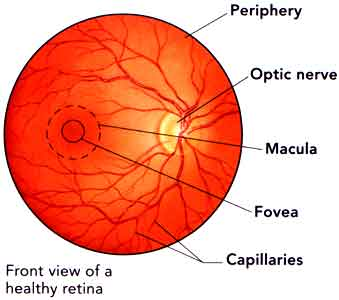 Periphery
Optic nerve
Macula
Fovea
Capillaries
Front view of a
healthy retina